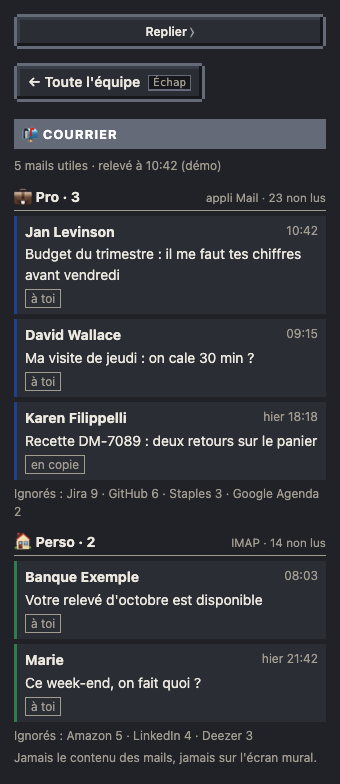 Replier ›
← Toute l'équipe Échap
COURRIER
5 mails utiles · relevé à 10:42 (démo)
Pro · 3 appli Mail · 23 non lus
Jan Levinson 10:42
Budget du trimestre : il me faut tes chiffres
avant vendredi
à toi
David Wallace 09:15
Ma visite de jeudi : on cale 30 min ?
à toi
Karen Filippelli hier 18:18
Recette DM-7089 : deux retours sur le panier
en copie
Ignorés : Jira 9 · GitHub 6 · Staples 3 · Google Agenda
2
Perso · 2 IMAP · 14 non lus
Banque Exemple 08:03
Votre relevé d'octobre est disponible
à toi
Marie hier 21:42
Ce week-end, on fait quoi ?
à toi
Ignorés : Amazon 5 · LinkedIn 4 · Deezer 3
Jamais le contenu des mails, jamais sur l'écran mural.